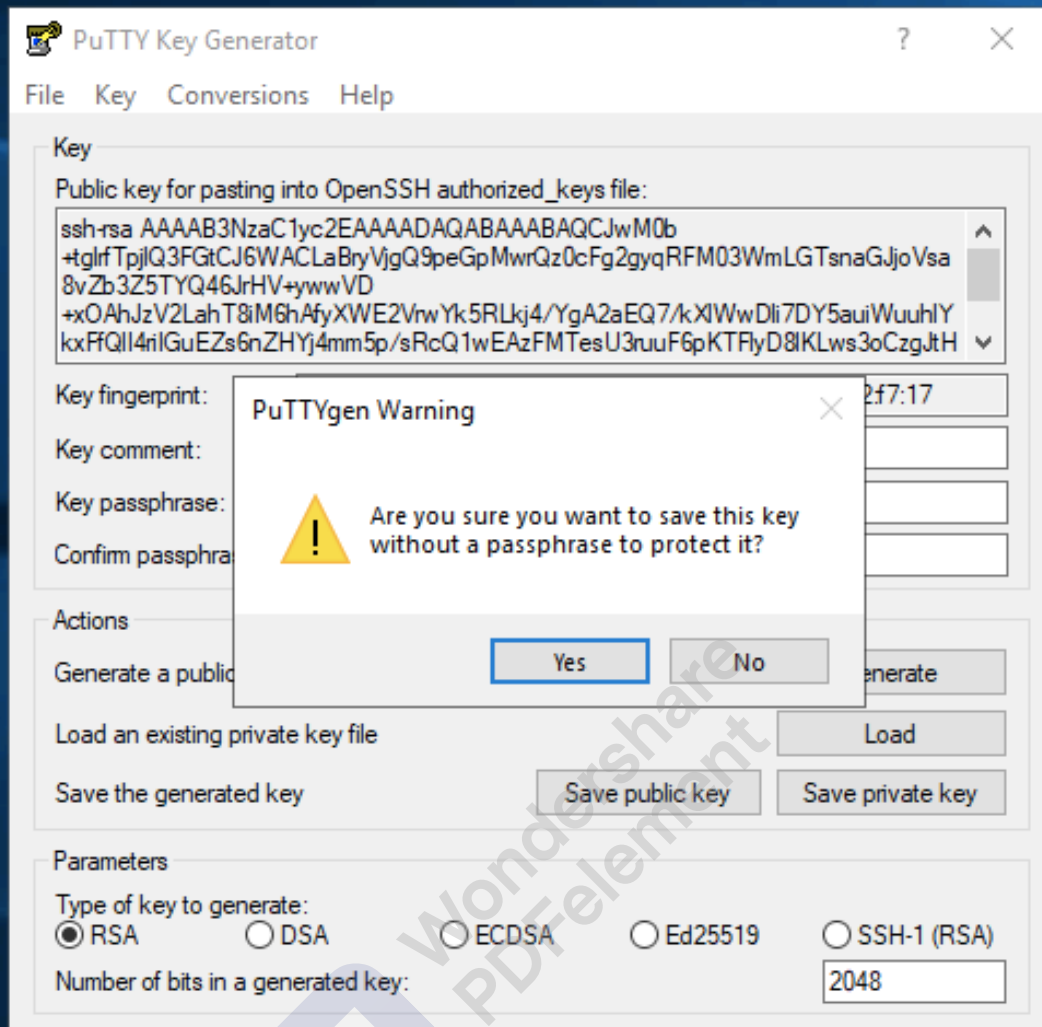 PuTTY Key Generator
?
File Key Conversions Help
Key
Public key for pasting into OpenSSH authorized_keys file:
ssh-rsa AAAAB3NzaC1yc2EAAAADAQABAAABAQCJwM0b
+tglrfTpjlQ3FGtCJ6WACLaBryVjgQ9peGpMwrQz0cFg2gyqRFM03WmLGTsnaGJjoVsa
8vZb3Z5TYQ46JrHV+ywwVD
+xOAhJzV2LahT8iM6hAfyXWE2VrwYk5RLkj4/YgA2aEQ7/kXIWwDli7DY5auiWuuhlY
kxFfQII4rilGuEZs6nZHYj4mm5p/sRcQ1wEAzFMTesU3ruuF6pKTFlyD8lKLws3oCzgJtH
Key fingerprint:
2:f7:17
PuTTYgen Warning
Key comment:
Key passphrase:
Are you sure you want to save this key
without a passphrase to protect it?
Confirm passphra
Actions
Yes No
Generate a public
enerate
Load an existing private key file
Load
Save the generated key
Save public key
Save private key
Parameters
Type of key to generate:
RSA DSA ECDSA Ed25519 SSH-1 (RSA)
Number of bits in a generated key:
2048
Wondershare
PDFelement